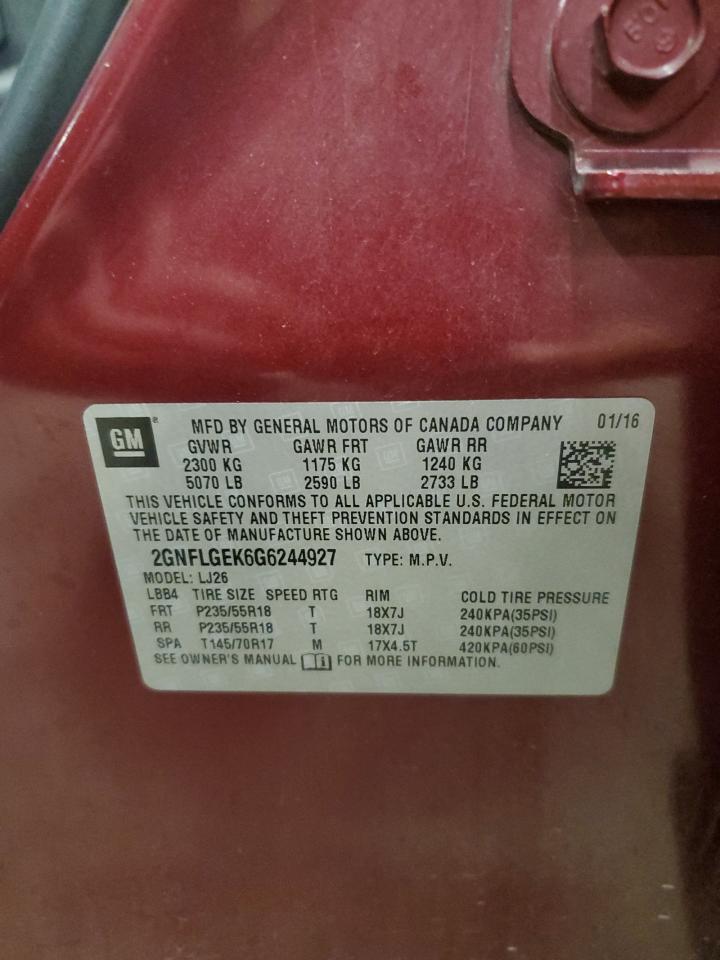 GM
MFD BY GENERAL MOTORS OF CANADA COMPANY 01/16
GVWR GAWR FRT GAWR RR
2300 KG 1175 KG 1240 KG
5070 LB 2590 LB 2733 LB
THIS VEHICLE CONFORMS TO ALL APPLICABLE U.S. FEDERAL MOTOR
VEHICLE SAFETY AND THEFT PREVENTION STANDARDS IN EFFECT ON
THE DATE OF MANUFACTURE SHOWN ABOVE.
2GNFLGEK6G6244927 TYPE: M.P.V.
MODEL: LJ26
LBB4 TIRE SIZE SPEED RTG RIM COLD TIRE PRESSURE
FRT P235/55R18 T 18X7J 240KPA(35PSI)
RR P235/55R18 T 18X7J 240KPA(35PSI)
SPA T145/70R17 M 17X4.5T 420KPA(60PSI)
SEE OWNER'S MANUAL FOR MORE INFORMATION.